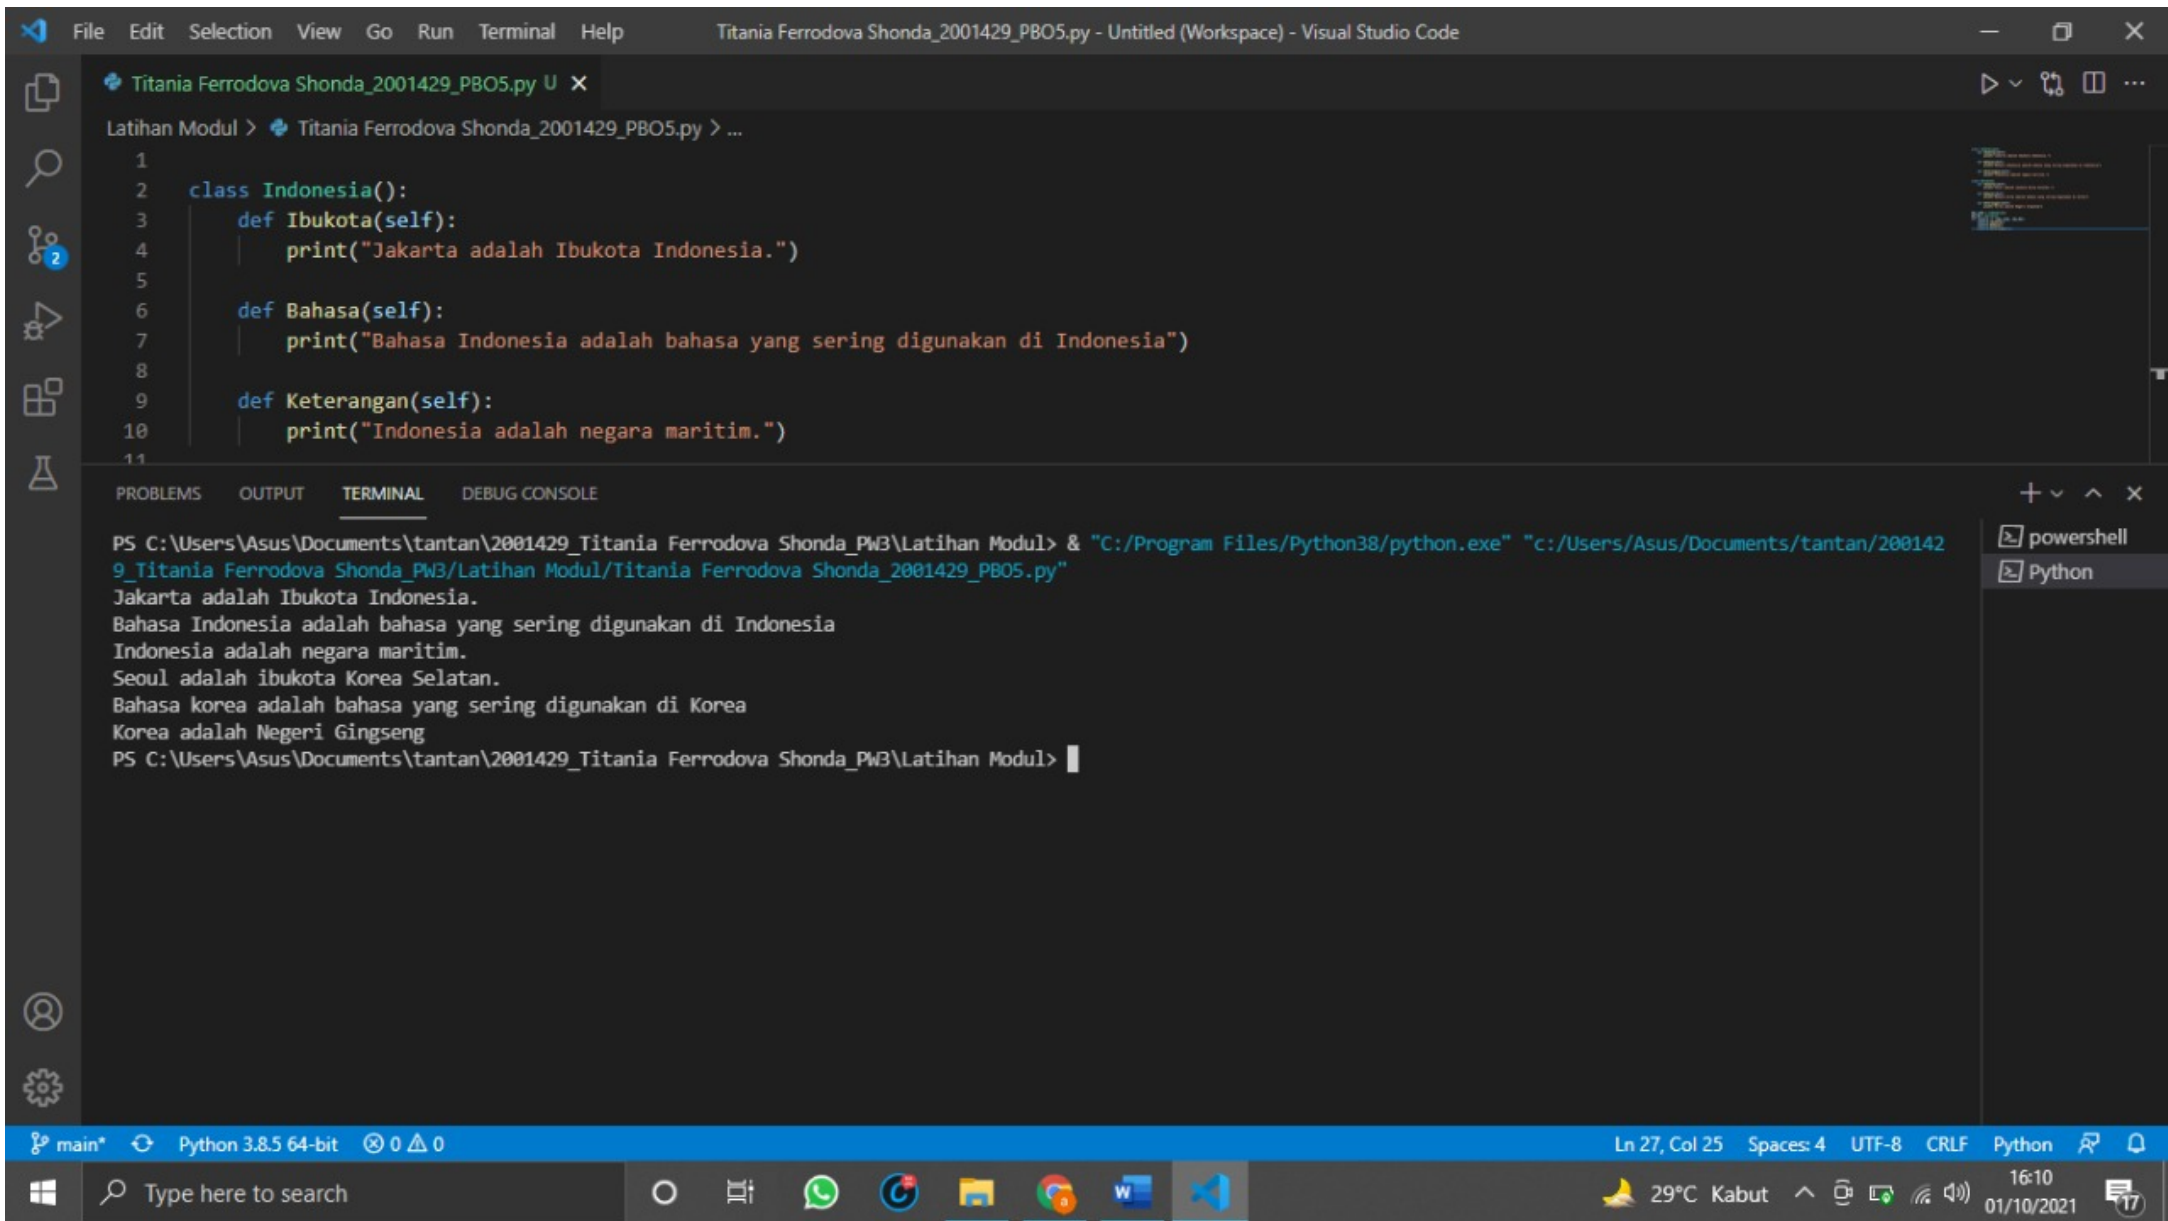 File Edit Selection View Go Run Terminal Help Titania Ferrodova Shonda_2001429_PBO5.py - Untitled (Workspace) - Visual Studio Code
Titania Ferrodova Shonda_2001429_PBO5.py U
Latihan Modul > Titania Ferrodova Shonda_2001429_PBO5.py > ...
1
2 class Indonesia():
3 def Ibukota(self):
4 print("Jakarta adalah Ibukota Indonesia.")
5
6 def Bahasa(self):
7 print("Bahasa Indonesia adalah bahasa yang sering digunakan di Indonesia")
8
9 def Keterangan(self):
10 print("Indonesia adalah negara maritim.")
11
2
PROBLEMS OUTPUT TERMINAL DEBUG CONSOLE
PS C:\Users\Asus\Documents\tantan\2001429_Titania Ferrodova Shonda_PW3\Latihan Modul> & "C:/Program Files/Python38/python.exe" "c:/Users/Asus/Documents/tantan/200142
9_Titania Ferrodova Shonda_PW3/Latihan Modul/Titania Ferrodova Shonda_2001429_PBO5.py"
Jakarta adalah Ibukota Indonesia.
Bahasa Indonesia adalah bahasa yang sering digunakan di Indonesia
Indonesia adalah negara maritim.
Seoul adalah ibukota Korea Selatan.
Bahasa korea adalah bahasa yang sering digunakan di Korea
Korea adalah Negeri Gingseng
PS C:\Users\Asus\Documents\tantan\2001429_Titania Ferrodova Shonda_PW3\Latihan Modul>
powershell
Python
main* Python 3.8.5 64-bit 0 0 Ln 27, Col 25 Spaces: 4 UTF-8 CRLF Python
Type here to search
29°C Kabut
16:10
01/10/2021
17